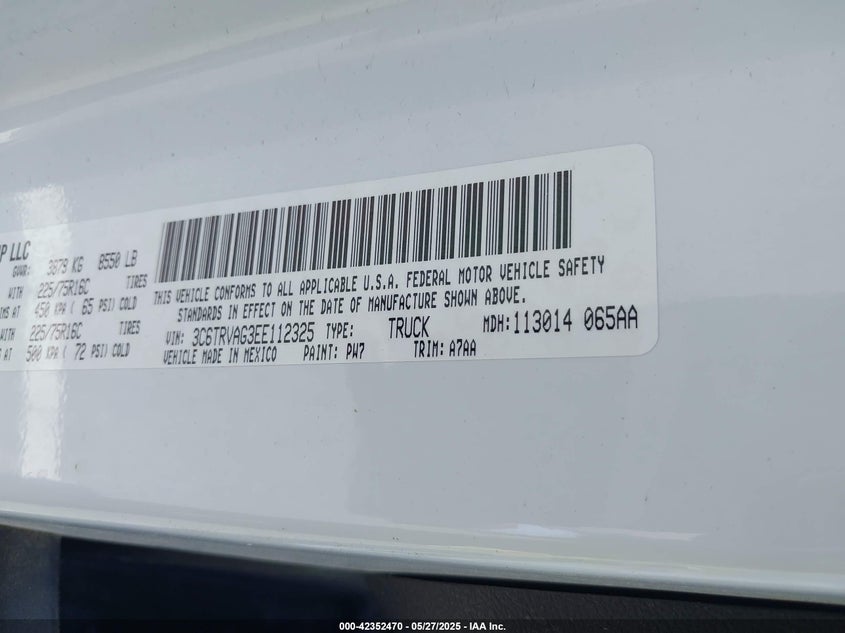 P LLC
GVWR: 3879 KG 8550 LB
WITH 225/75R16C TIRES
AT 450 KPA ( 65 PSI) COLD
WITH 225/75R16C TIRES
AT 500 KPA ( 72 PSI) COLD
THIS VEHICLE CONFORMS TO ALL APPLICABLE U.S.A. FEDERAL MOTOR VEHICLE SAFETY
STANDARDS IN EFFECT ON THE DATE OF MANUFACTURE SHOWN ABOVE.
VIN: 3C6TRVAG3EE112325 TYPE: TRUCK MDH:113014 065AA
VEHICLE MADE IN MEXICO PAINT: PW7 TRIM: A7AA
000-42352470 — 05/27/2025 — IAA Inc.